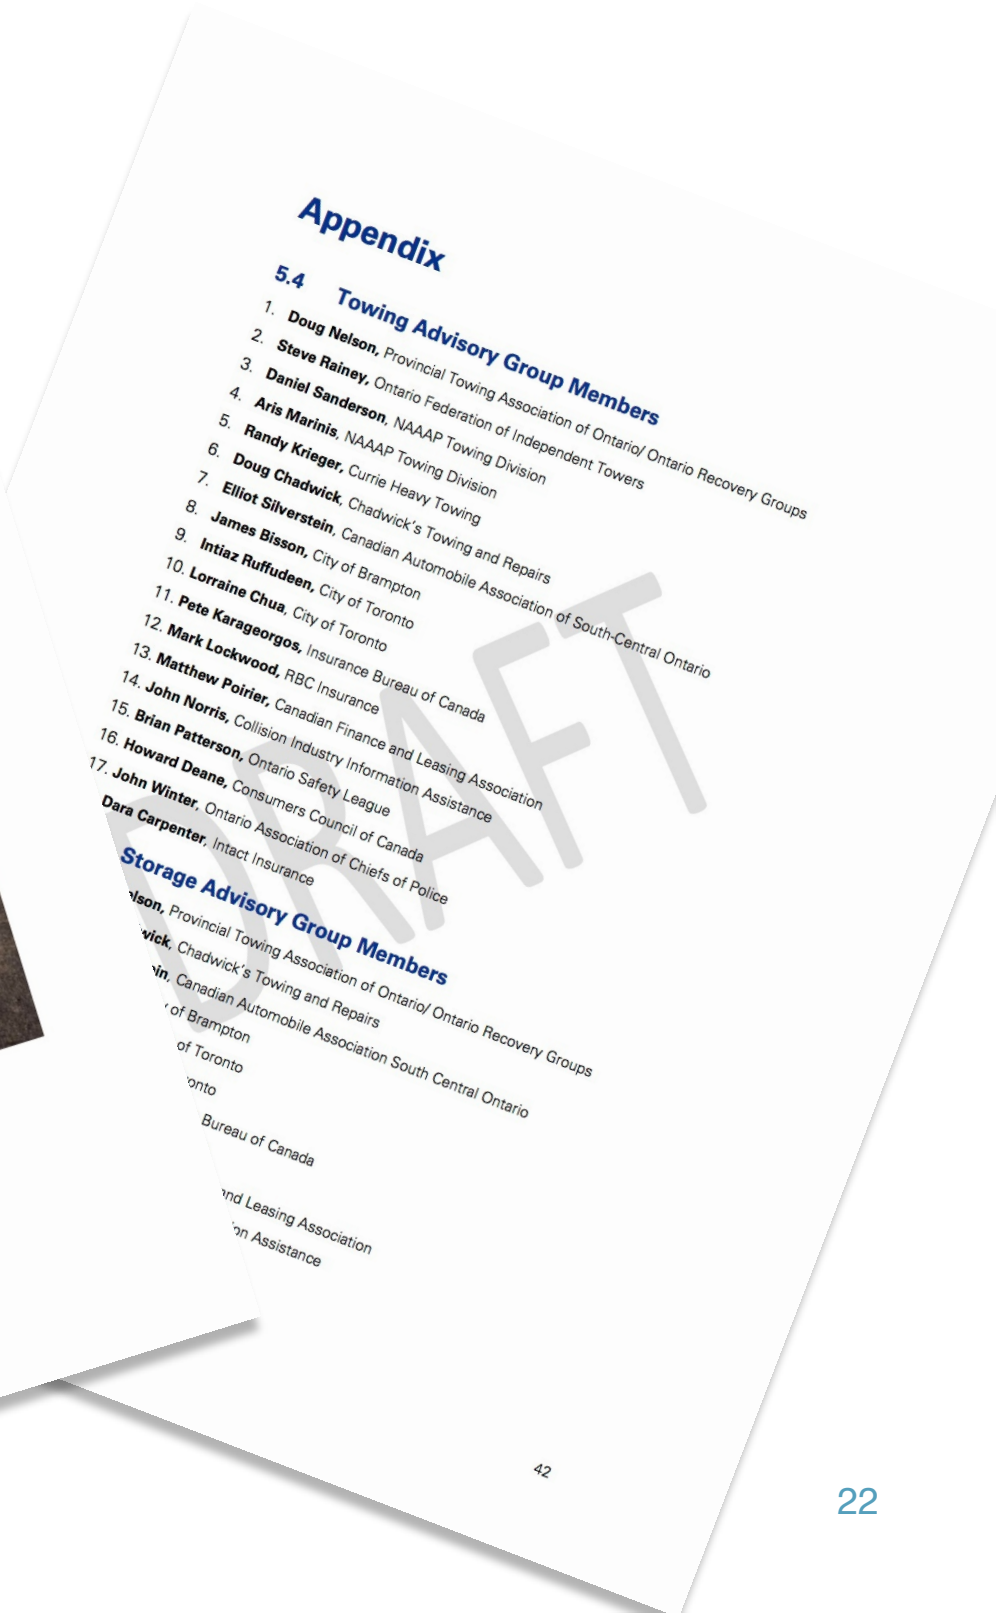 Appendix
5.4 Towing Advisory Group Members
1. Doug Nelson, Provincial Towing Association of Ontario/ Ontario Recovery Groups
2. Steve Rainey, Ontario Federation of Independent Towers
3. Daniel Sanderson, NAAAP Towing Division
4. Aris Marinis, NAAAP Towing Division
5. Randy Krieger, Currie Heavy Towing
6. Doug Chadwick, Chadwick's Towing and Repairs
7. Elliot Silverstein, Canadian Automobile Association of South-Central Ontario
8. James Bisson, City of Brampton
9. Intiaz Ruffudeen, City of Toronto
10. Lorraine Chua, City of Toronto
11. Pete Karageorgos, Insurance Bureau of Canada
12. Mark Lockwood, RBC Insurance
13. Matthew Poirier, Canadian Finance and Leasing Association
14. John Norris, Collision Industry Information Assistance
15. Brian Patterson, Ontario Safety League
16. Howard Deane, Consumers Council of Canada
17. John Winter, Ontario Association of Chiefs of Police
Dara Carpenter, Intact Insurance
Storage Advisory Group Members
elson, Provincial Towing Association of Ontario/ Ontario Recovery Groups
wick, Chadwick's Towing and Repairs
ein, Canadian Automobile Association South Central Ontario
y of Brampton
of Toronto
onto
Bureau of Canada
and Leasing Association
ion Assistance
DRAFT
42
22